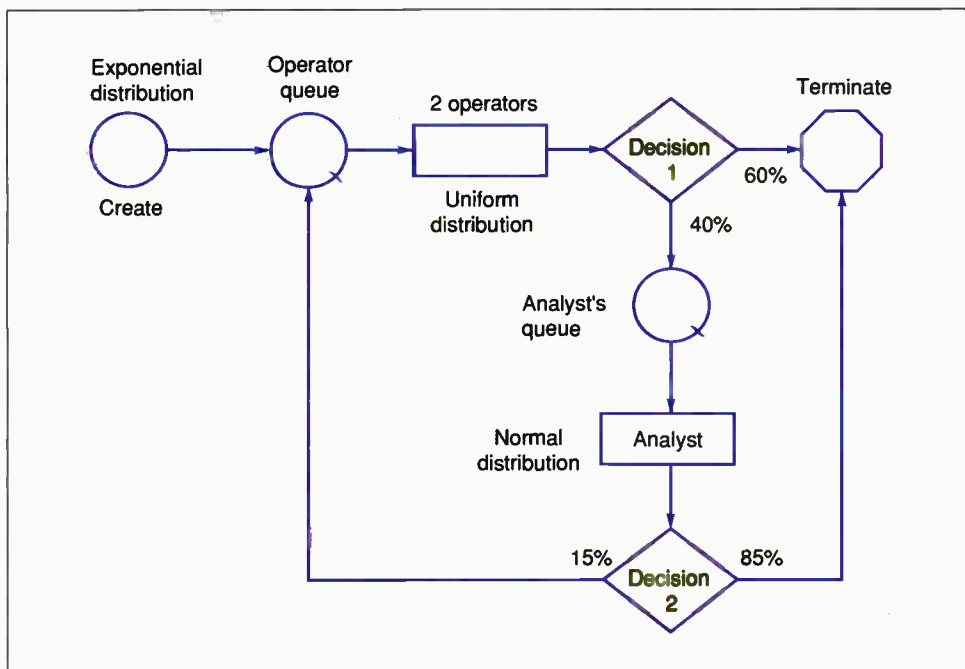 Exponential
distribution
Operator
queue
2 operators
Terminate
Decision
1
60%
Create
Uniform
distribution
40%
Analyst's
queue
Normal
distribution
Analyst
15%
85%
Decision
2